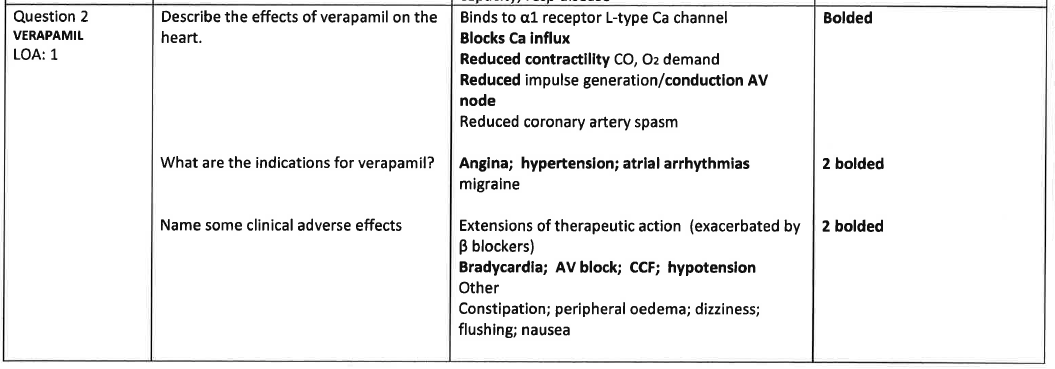 Question 2
VERAPAMIL
LOA: 1
Describe the effects of verapamil on the
heart.
Binds to α1 receptor L-type Ca channel
Blocks Ca influx
Reduced contractility CO, O₂ demand
Reduced impulse generation/conduction AV
node
Reduced coronary artery spasm
Bolded
What are the indications for verapamil?
Angina; hypertension; atrial arrhythmias
migraine
2 bolded
Name some clinical adverse effects
Extensions of therapeutic action (exacerbated by
β blockers)
Bradycardia; AV block; CCF; hypotension
Other
Constipation; peripheral oedema; dizziness;
flushing; nausea
2 bolded